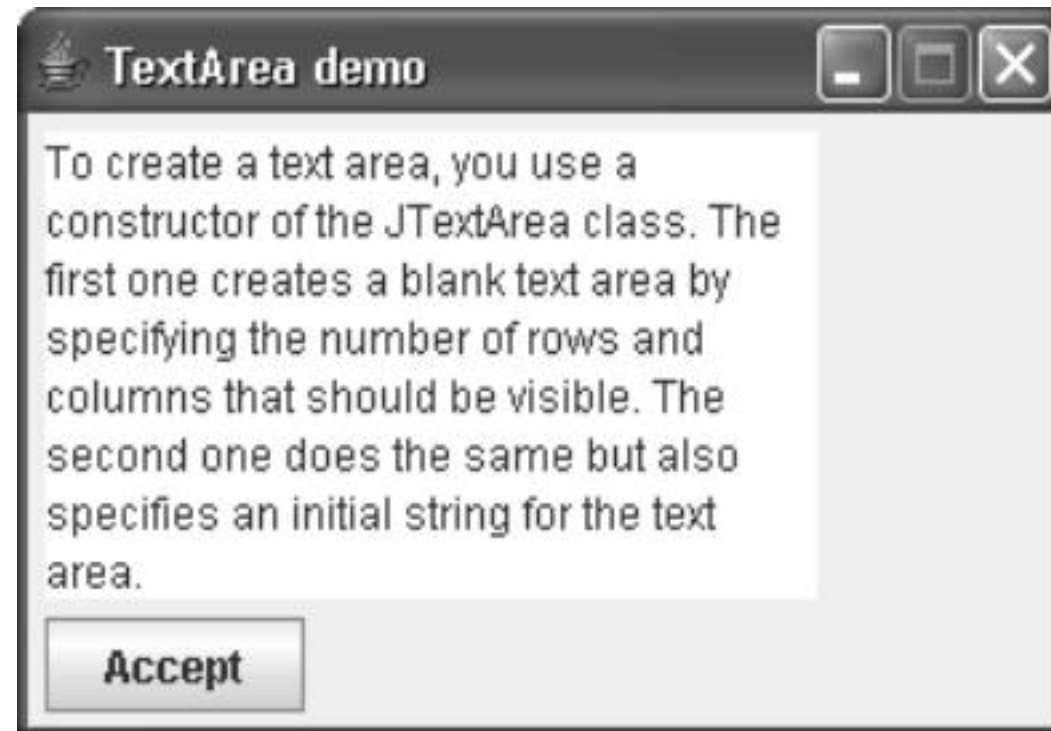 TextArea demo
To create a text area, you use a
constructor of the JTextArea class. The
first one creates a blank text area by
specifying the number of rows and
columns that should be visible. The
second one does the same but also
specifies an initial string for the text
area.
Accept